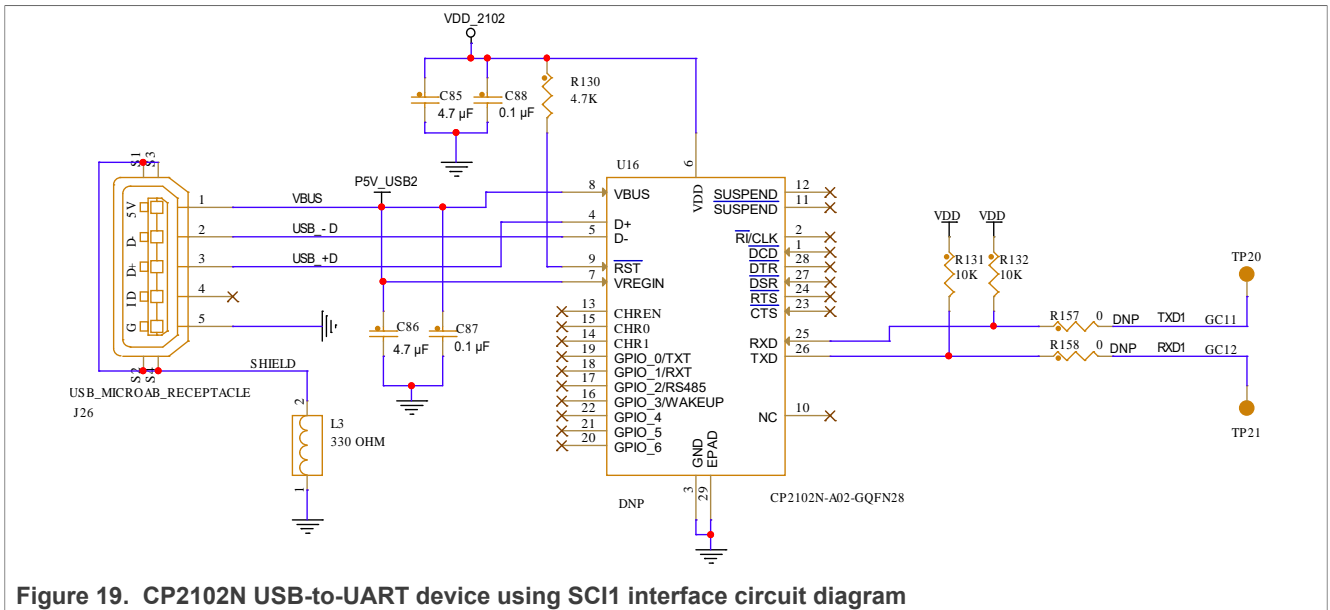 VDD_2102
C85
4.7 µF
C88
0.1 µF
R130
4.7K
S1
S3
5V
D-
D+
ID
G
1
2
3
4
5
VBUS
USB_- D
USB_+D
S2
S4
SHIELD
USB_MICROAB_RECEPTACLE
J26
2
L3
330 OHM
1
P5V_USB2
C86
4.7 µF
C87
0.1 µF
U16
6
VDD
8 VBUS
4 D+
5 D-
9 RST
7 VREGIN
13 CHREN
15 CHR0
14 CHR1
19 GPIO_0/TXT
18 GPIO_1/RXT
17 GPIO_2/RS485
16 GPIO_3/WAKEUP
22 GPIO_4
21 GPIO_5
20 GPIO_6
SUSPEND 12
SUSPEND 11
RI/CLK 2
DCD 1
DTR 28
DSR 27
RTS 24
CTS 23
RXD 25
TXD 26
NC 10
GND
EPAD
3
29
DNP
CP2102N-A02-GQFN28
VDD
VDD
R131
10K
R132
10K
R157 0 DNP TXD1 GC11
R158 0 DNP RXD1 GC12
TP20
TP21
Figure 19. CP2102N USB-to-UART device using SCI1 interface circuit diagram